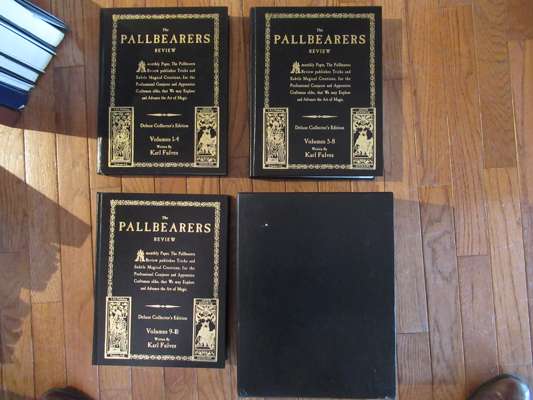 The
PALLBEARERS
REVIEW
A monthly Paper, The Pallbearers
Review publishes Tricks and
Subtle Magical Creations, for the
Professional Conjuror and Apprentice
Craftsman alike, that We may Explore
and Advance the Art of Magic.
Deluxe Collector's Edition
Volumes 1-4
Written By
Karl Fulves
The
PALLBEARERS
REVIEW
A monthly Paper, The Pallbearers
Review publishes Tricks and
Subtle Magical Creations, for the
Professional Conjuror and Apprentice
Craftsman alike, that We may Explore
and Advance the Art of Magic.
Deluxe Collector's Edition
Volumes 5-8
Written By
Karl Fulves
The
PALLBEARERS
REVIEW
A monthly Paper, The Pallbearers
Review publishes Tricks and
Subtle Magical Creations, for the
Professional Conjuror and Apprentice
Craftsman alike, that We may Explore
and Advance the Art of Magic.
Deluxe Collector's Edition
Volumes 9-10
Written By
Karl Fulves